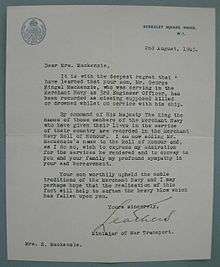 BERKELEY SQUARE HOUSE,
W.1.
2nd August, 1945.
Dear Mrs. Mackenzie,
It is with the deepest regret that I
have learned that your son, Mr. George
Mackenzie, who was serving in the
Merchant Navy as 3rd Engineer Officer, has
been recorded as missing supposed killed
or drowned whilst on service with his ship.
By command of His Majesty The King the
names of those members of the Merchant Navy
who have given their lives in the service
of their country are recorded in the Merchant
Navy Roll of Honour. I am now adding Mr.
Mackenzie's name to the Roll of Honour and,
as I do so, wish to express my admiration
for the services he rendered and to convey to
you and your family my profound sympathy in
your sad bereavement.
Your son worthily upheld the noble
traditions of the Merchant Navy and I may
perhaps hope that the realisation of this
fact will help to soften the heavy blow which
has fallen upon you.
Yours sincerely,
Leathers
Minister of War Transport.
Mrs. E. Mackenzie.